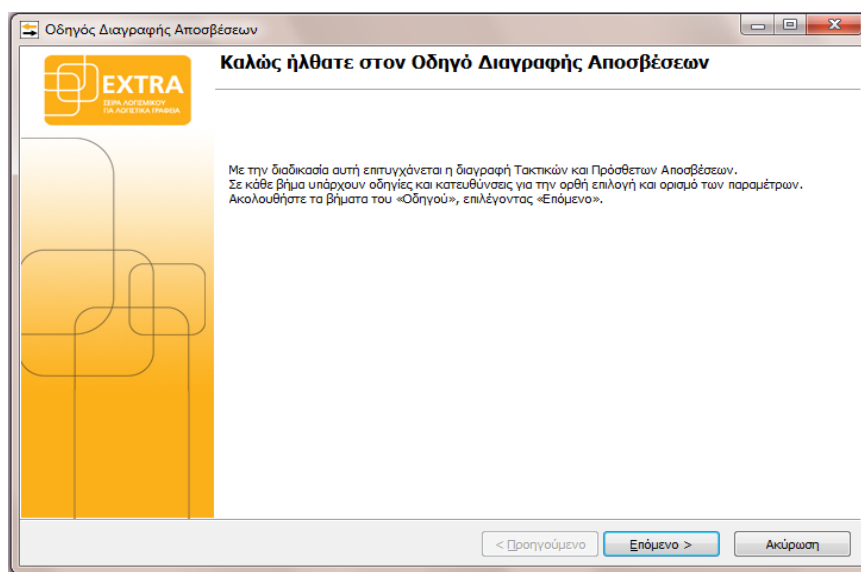 Οδηγός Διαγραφής Αποσβέσεων
EXTRA
ΣΕΙΡΑ ΛΟΓΙΣΜΙΚΟΥ
ΓΙΑ ΛΟΓΙΣΤΙΚΑ ΓΡΑΦΕΙΑ
Καλώς ήλθατε στον Οδηγό Διαγραφής Αποσβέσεων
Με την διαδικασία αυτή επιτυγχάνεται η διαγραφή Τακτικών και Πρόσθετων Αποσβέσεων.
Σε κάθε βήμα υπάρχουν οδηγίες και κατευθύνσεις για την ορθή επιλογή και ορισμό των παραμέτρων.
Ακολουθήστε τα βήματα του «Οδηγού», επιλέγοντας «Επόμενο».
< Προηγούμενο
Επόμενο >
Ακύρωση